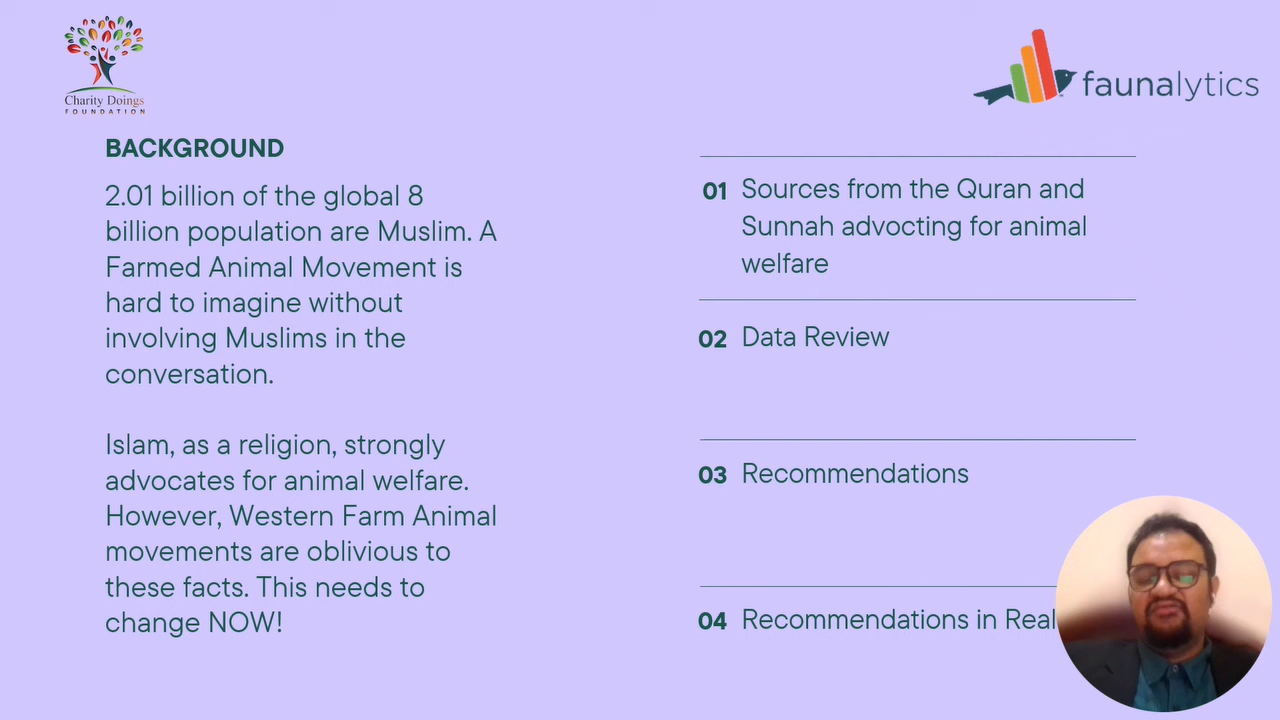 Charity Doings
FOUNDATION
faunalytics
BACKGROUND
2.01 billion of the global 8
billion population are Muslim. A
Farmed Animal Movement is
hard to imagine without
involving Muslims in the
conversation.
Islam, as a religion, strongly
advocates for animal welfare.
However, Western Farm Animal
movements are oblivious to
these facts. This needs to
change NOW!
01 Sources from the Quran and
Sunnah advocting for animal
welfare
02 Data Review
03 Recommendations
04 Recommendations in Real